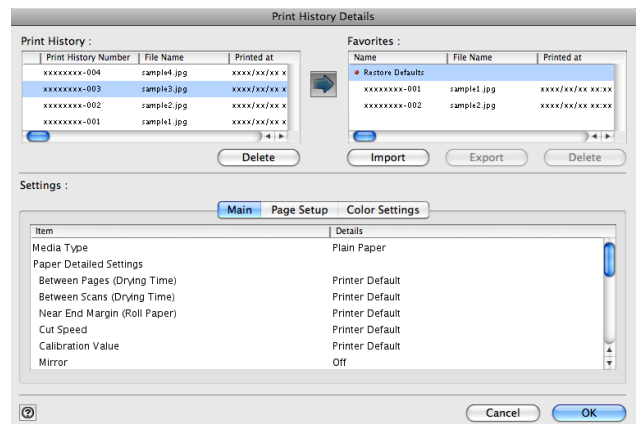 Print History Details
Print History :
Favorites :
Print History Number File Name Printed at
xxxxxxxx-004 sample4.jpg xxxx/xx/xx x
xxxxxxxx-003 sample3.jpg xxxx/xx/xx x
xxxxxxxx-002 sample2.jpg xxxx/xx/xx x
xxxxxxxx-001 sample1.jpg xxxx/xx/xx x
Delete
Name File Name Printed at
Restore Defaults
xxxxxxxx-001 sample1.jpg xxxx/xx/xx xx:xx
xxxxxxxx-002 sample2.jpg xxxx/xx/xx xx:xx
Import Export Delete
Settings :
Main Page Setup Color Settings
Item Details
Media Type Plain Paper
Paper Detailed Settings
Between Pages (Drying Time) Printer Default
Between Scans (Drying Time) Printer Default
Near End Margin (Roll Paper) Printer Default
Cut Speed Printer Default
Calibration Value Printer Default
Mirror Off
? Cancel OK